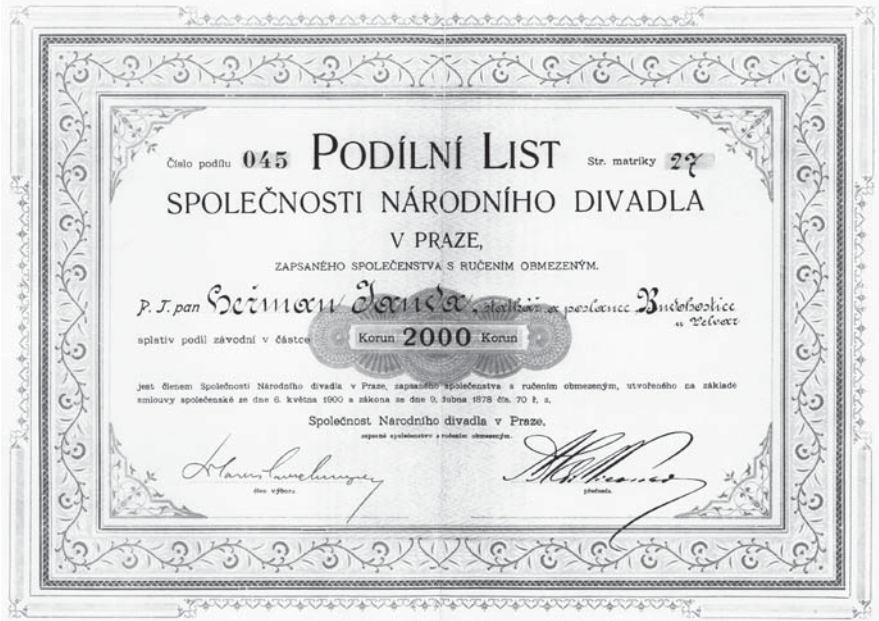 Číslo podílu 045 PODÍLNÍ LIST Str. matriky 27
SPOLEČNOSTI NÁRODNÍHO DIVADLA
V PRAZE,
ZAPSANÉHO SPOLEČENSTVA S RUČENÍM OBMEZENÝM.
P. T. pan Heřman Janda, statkář a poslanec Budohostice
u Velvar
splativ podíl závodní v částce Korun 2000 Korun
jest členem Společnosti Národního divadla v Praze, zapsaného společenstva s ručením obmezeným, utvořeného na základě
smlouvy společenské ze dne 6. května 1900 a zákona ze dne 9. dubna 1878 čís. 70 ř. z.
Společnost Národního divadla v Praze,
zapsané společenstvo s ručením obmezeným.
člen výboru. předseda.